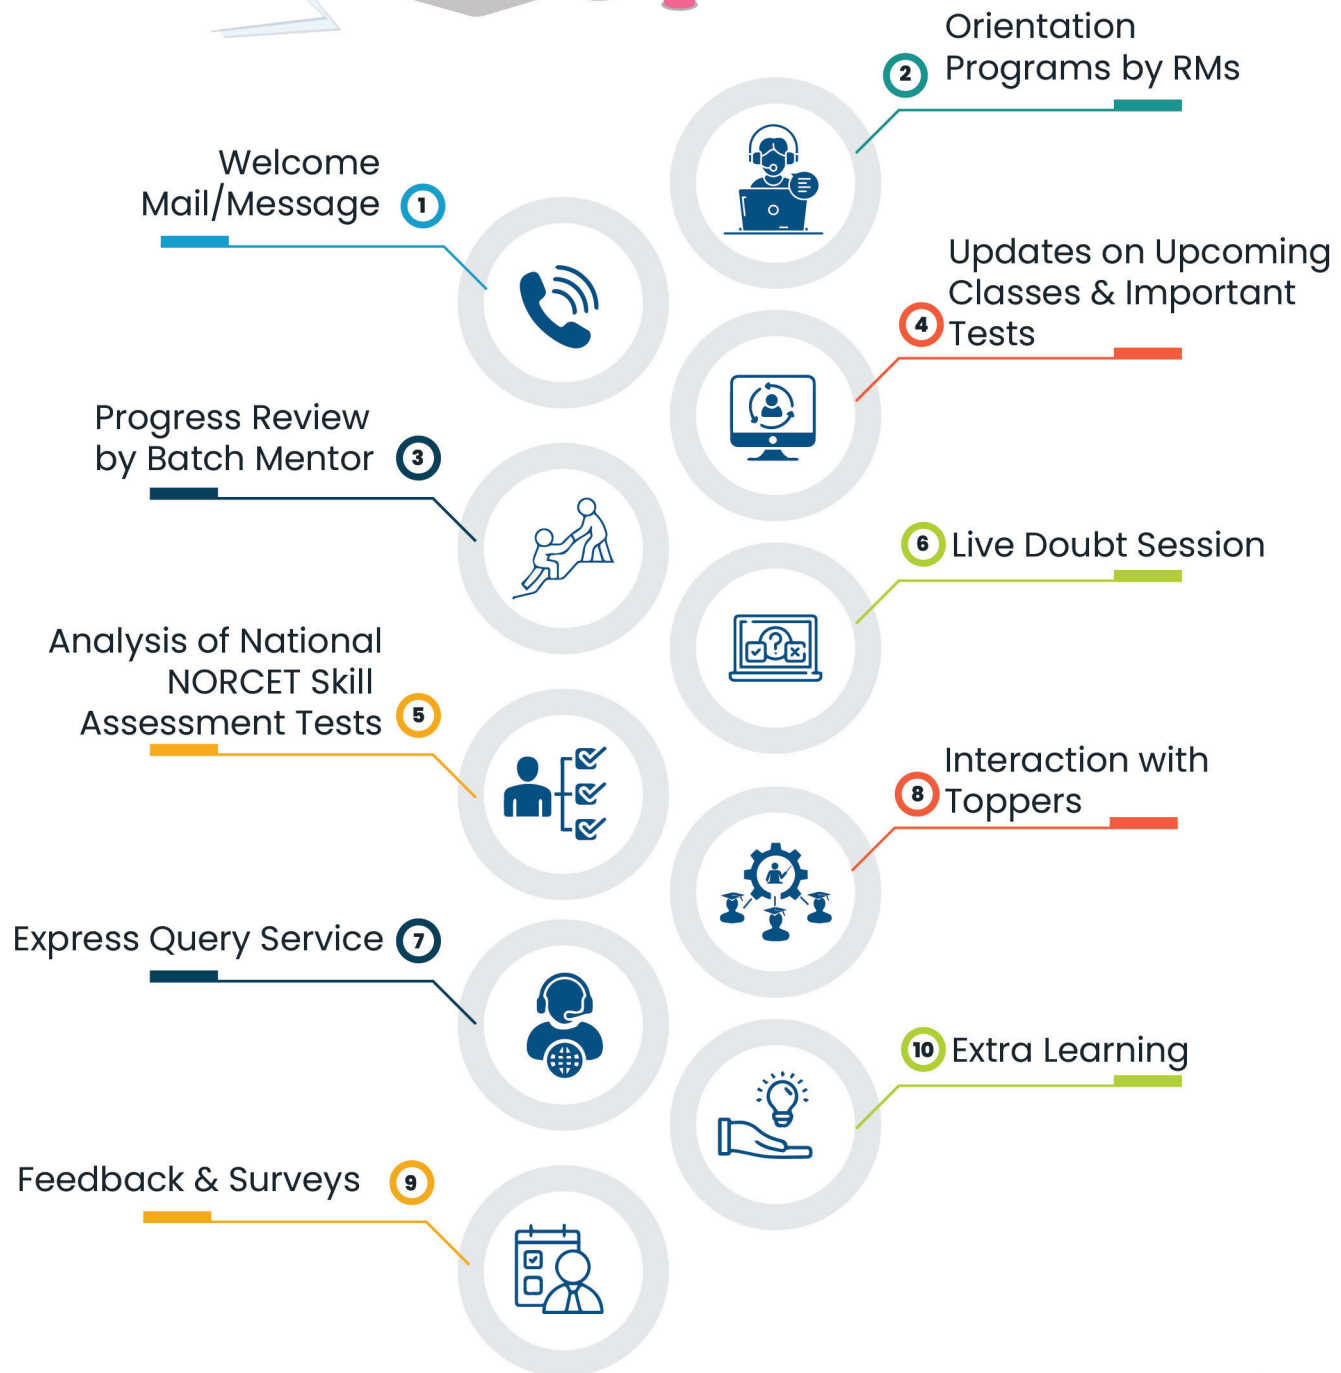 Welcome
Mail/Message
1
2
Orientation
Programs by RMs
Progress Review
by Batch Mentor
3
4
Updates on Upcoming
Classes & Important
Tests
Analysis of National
NORCET Skill
Assessment Tests
5
6
Live Doubt Session
Express Query Service
7
8
Interaction with
Toppers
Feedback & Surveys
9
10
Extra Learning